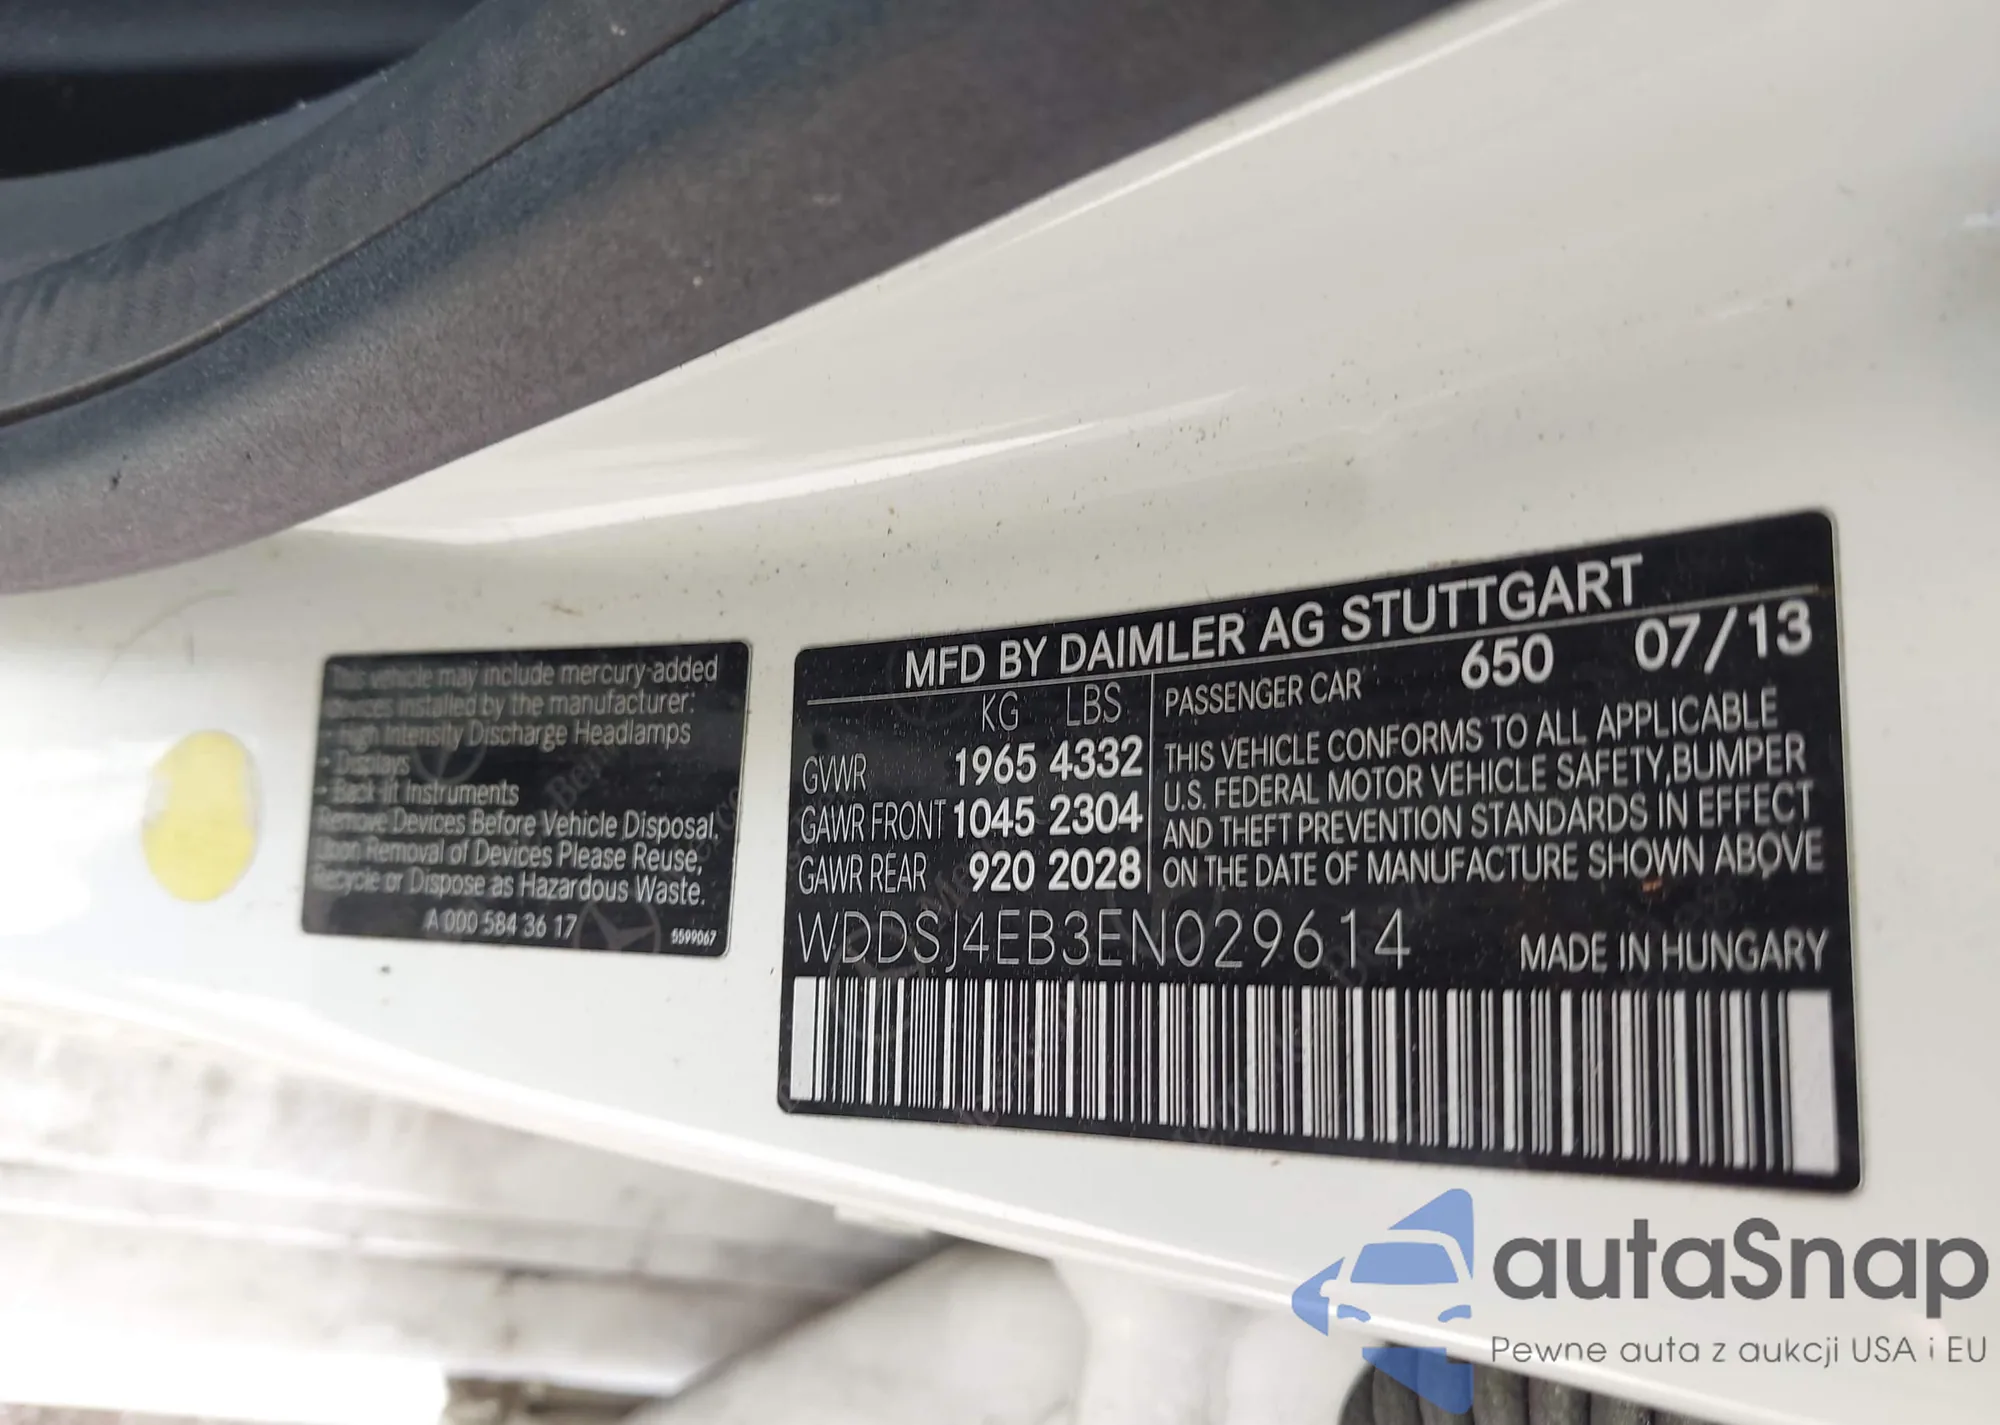 This vehicle may include mercury-added
devices installed by the manufacturer:
- High Intensity Discharge Headlamps
- Displays
- Back-lit Instruments
Remove Devices Before Vehicle Disposal.
Upon Removal of Devices Please Reuse,
Recycle or Dispose as Hazardous Waste.
A 000 584 36 17
5599067
MFD BY DAIMLER AG STUTTGART
KG LBS
GVWR 1965 4332
GAWR FRONT 1045 2304
GAWR REAR 920 2028
PASSENGER CAR 650 07/13
THIS VEHICLE CONFORMS TO ALL APPLICABLE
U.S. FEDERAL MOTOR VEHICLE SAFETY,BUMPER
AND THEFT PREVENTION STANDARDS IN EFFECT
ON THE DATE OF MANUFACTURE SHOWN ABOVE
WDDSJ4EB3EN029614 MADE IN HUNGARY
autaSnap
Pewne auta z aukcji USA i EU